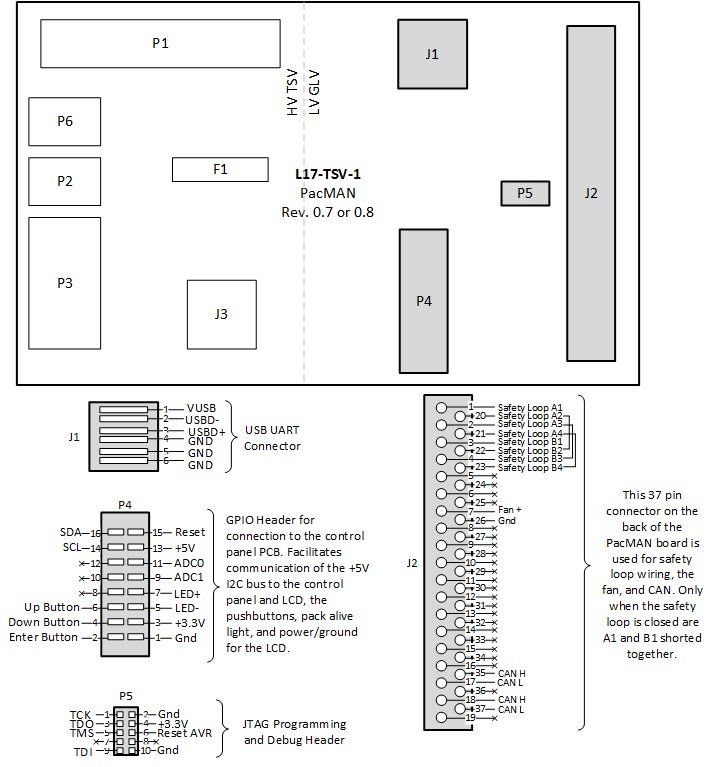 P1
J1
HV TSV
LV GLV
P6
P2
F1
L17-TSV-1
PacMAN
Rev. 0.7 or 0.8
P5
J2
P3
J3
P4
J1
1 VUSB
2 USBD-
3 USBD+
4 GND
5 GND
6 GND
USB UART
Connector
P4
SDA 16 15 Reset
SCL 14 13 +5V
12 11 ADC0
10 9 ADC1
8 7 LED+
Up Button 6 5 LED-
Down Button 4 3 +3.3V
Enter Button 2 1 Gnd
GPIO Header for
connection to the control
panel PCB. Facilitates
communication of the +5V
I2C bus to the control
panel and LCD, the
pushbuttons, pack alive
light, and power/ground
for the LCD.
P5
TCK 1 2 Gnd
TDO 3 4 +3.3V
TMS 5 6 Reset AVR
7 8
TDI 9 10 Gnd
JTAG Programming
and Debug Header
J2
1 Safety Loop A1
20 Safety Loop A2
2 Safety Loop A3
21 Safety Loop A4
3 Safety Loop B1
22 Safety Loop B2
4 Safety Loop B3
23 Safety Loop B4
5
24
6
25
7 Fan +
26 Gnd
8
27
9
28
10
29
11
30
12
31
13
32
14
33
15
34
16
35 CAN H
17 CAN L
36
18 CAN H
37 CAN L
19
This 37 pin
connector on the
back of the
PacMAN board is
used for safety
loop wiring, the
fan, and CAN. Only
when the safety
loop is closed are
A1 and B1 shorted
together.